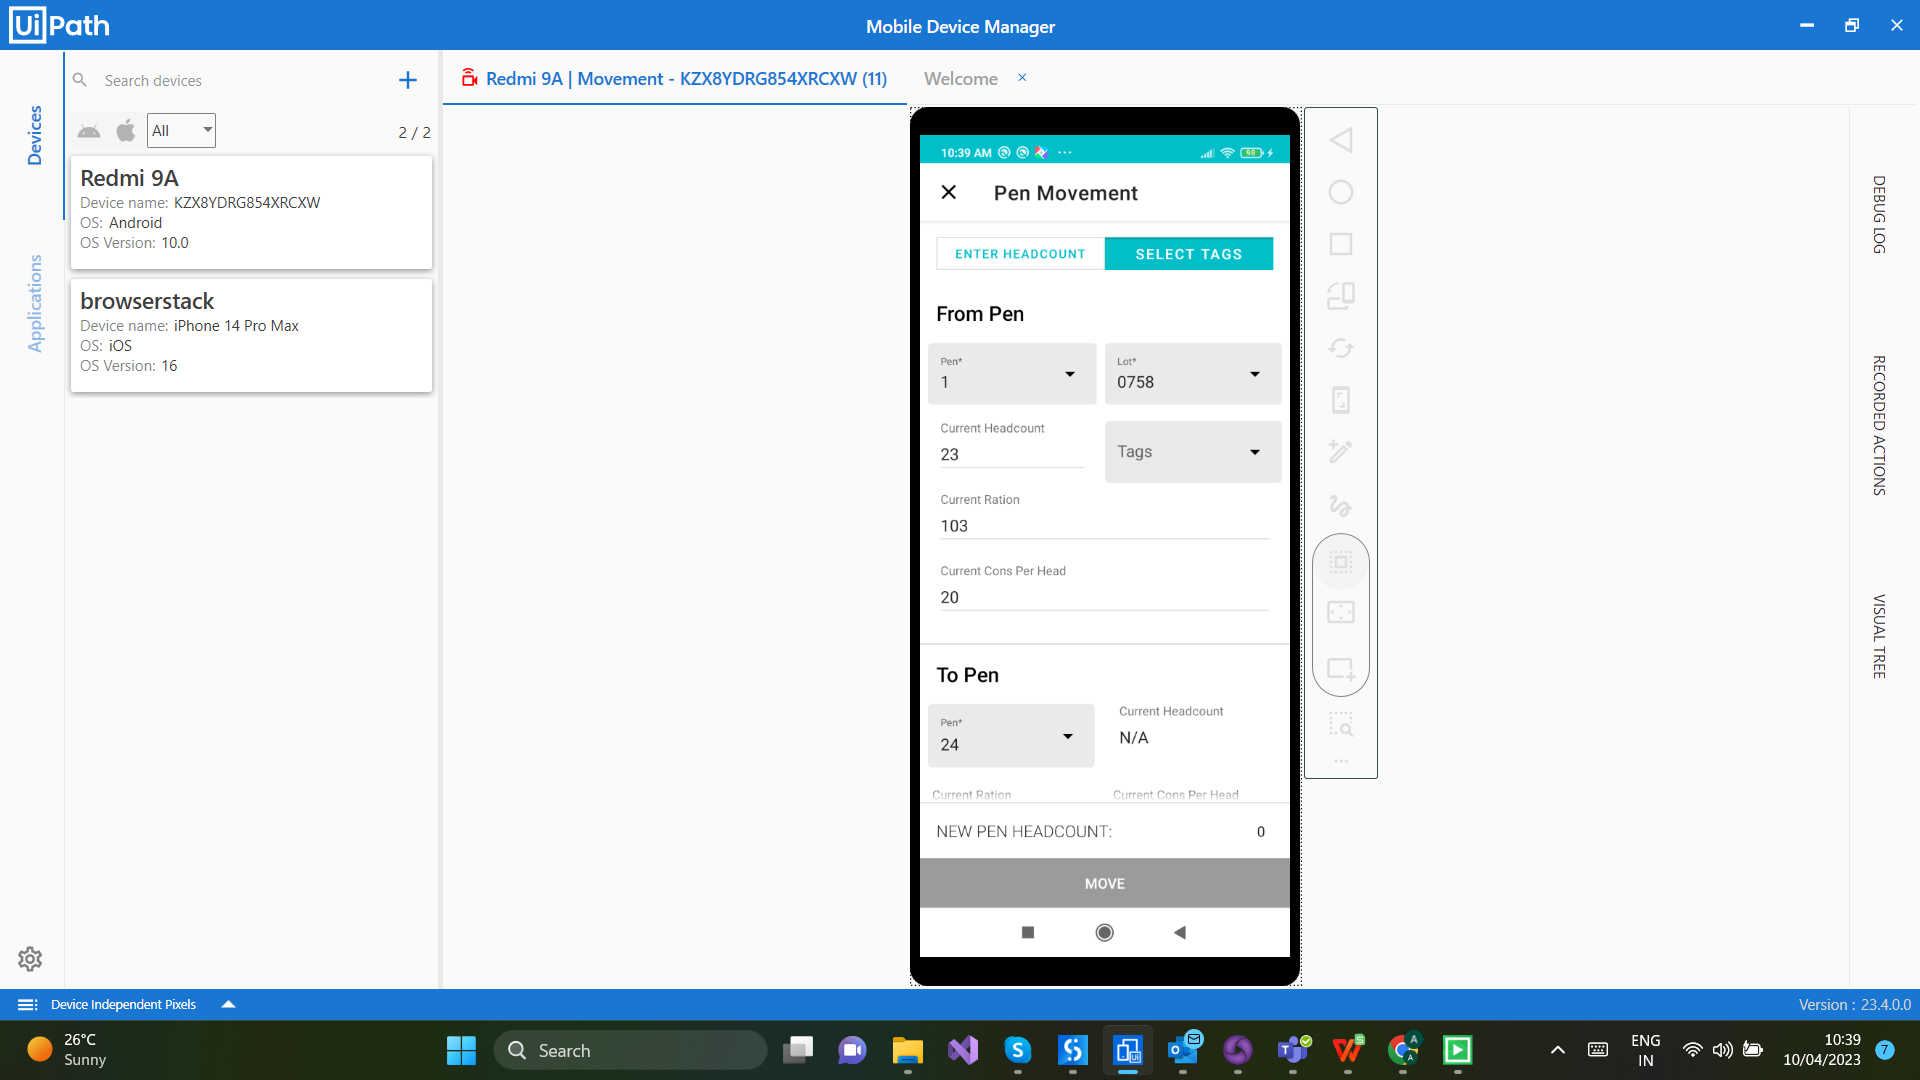 UiPath
Mobile Device Manager
Devices
Applications
Search devices
All
2 / 2
Redmi 9A
Device name: KZX8YDRG854XRCXW
OS: Android
OS Version: 10.0
browserstack
Device name: iPhone 14 Pro Max
OS: iOS
OS Version: 16
Redmi 9A | Movement - KZX8YDRG854XRCXW (11)
Welcome
10:39 AM
98
Pen Movement
ENTER HEADCOUNT
SELECT TAGS
From Pen
Pen*
1
Lot*
0758
Current Headcount
23
Tags
Current Ration
103
Current Cons Per Head
20
To Pen
Pen*
24
Current Headcount
N/A
Current Ration
Current Cons Per Head
NEW PEN HEADCOUNT:
0
MOVE
DEBUG LOG
RECORDED ACTIONS
VISUAL TREE
Device Independent Pixels
Version : 23.4.0.0
26°C
Sunny
Search
ENG
IN
10:39
10/04/2023
7